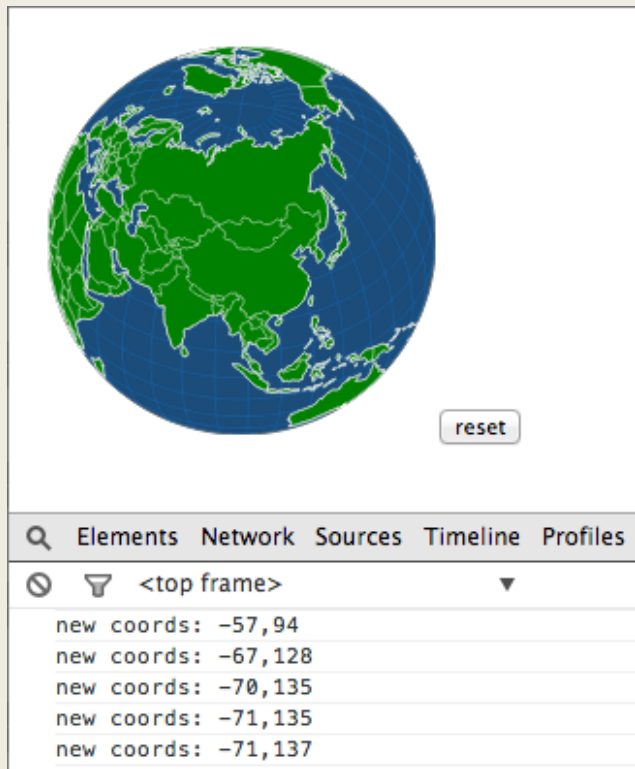 reset
Elements Network Sources Timeline Profiles
<top frame>
new coords: -57,94
new coords: -67,128
new coords: -70,135
new coords: -71,135
new coords: -71,137